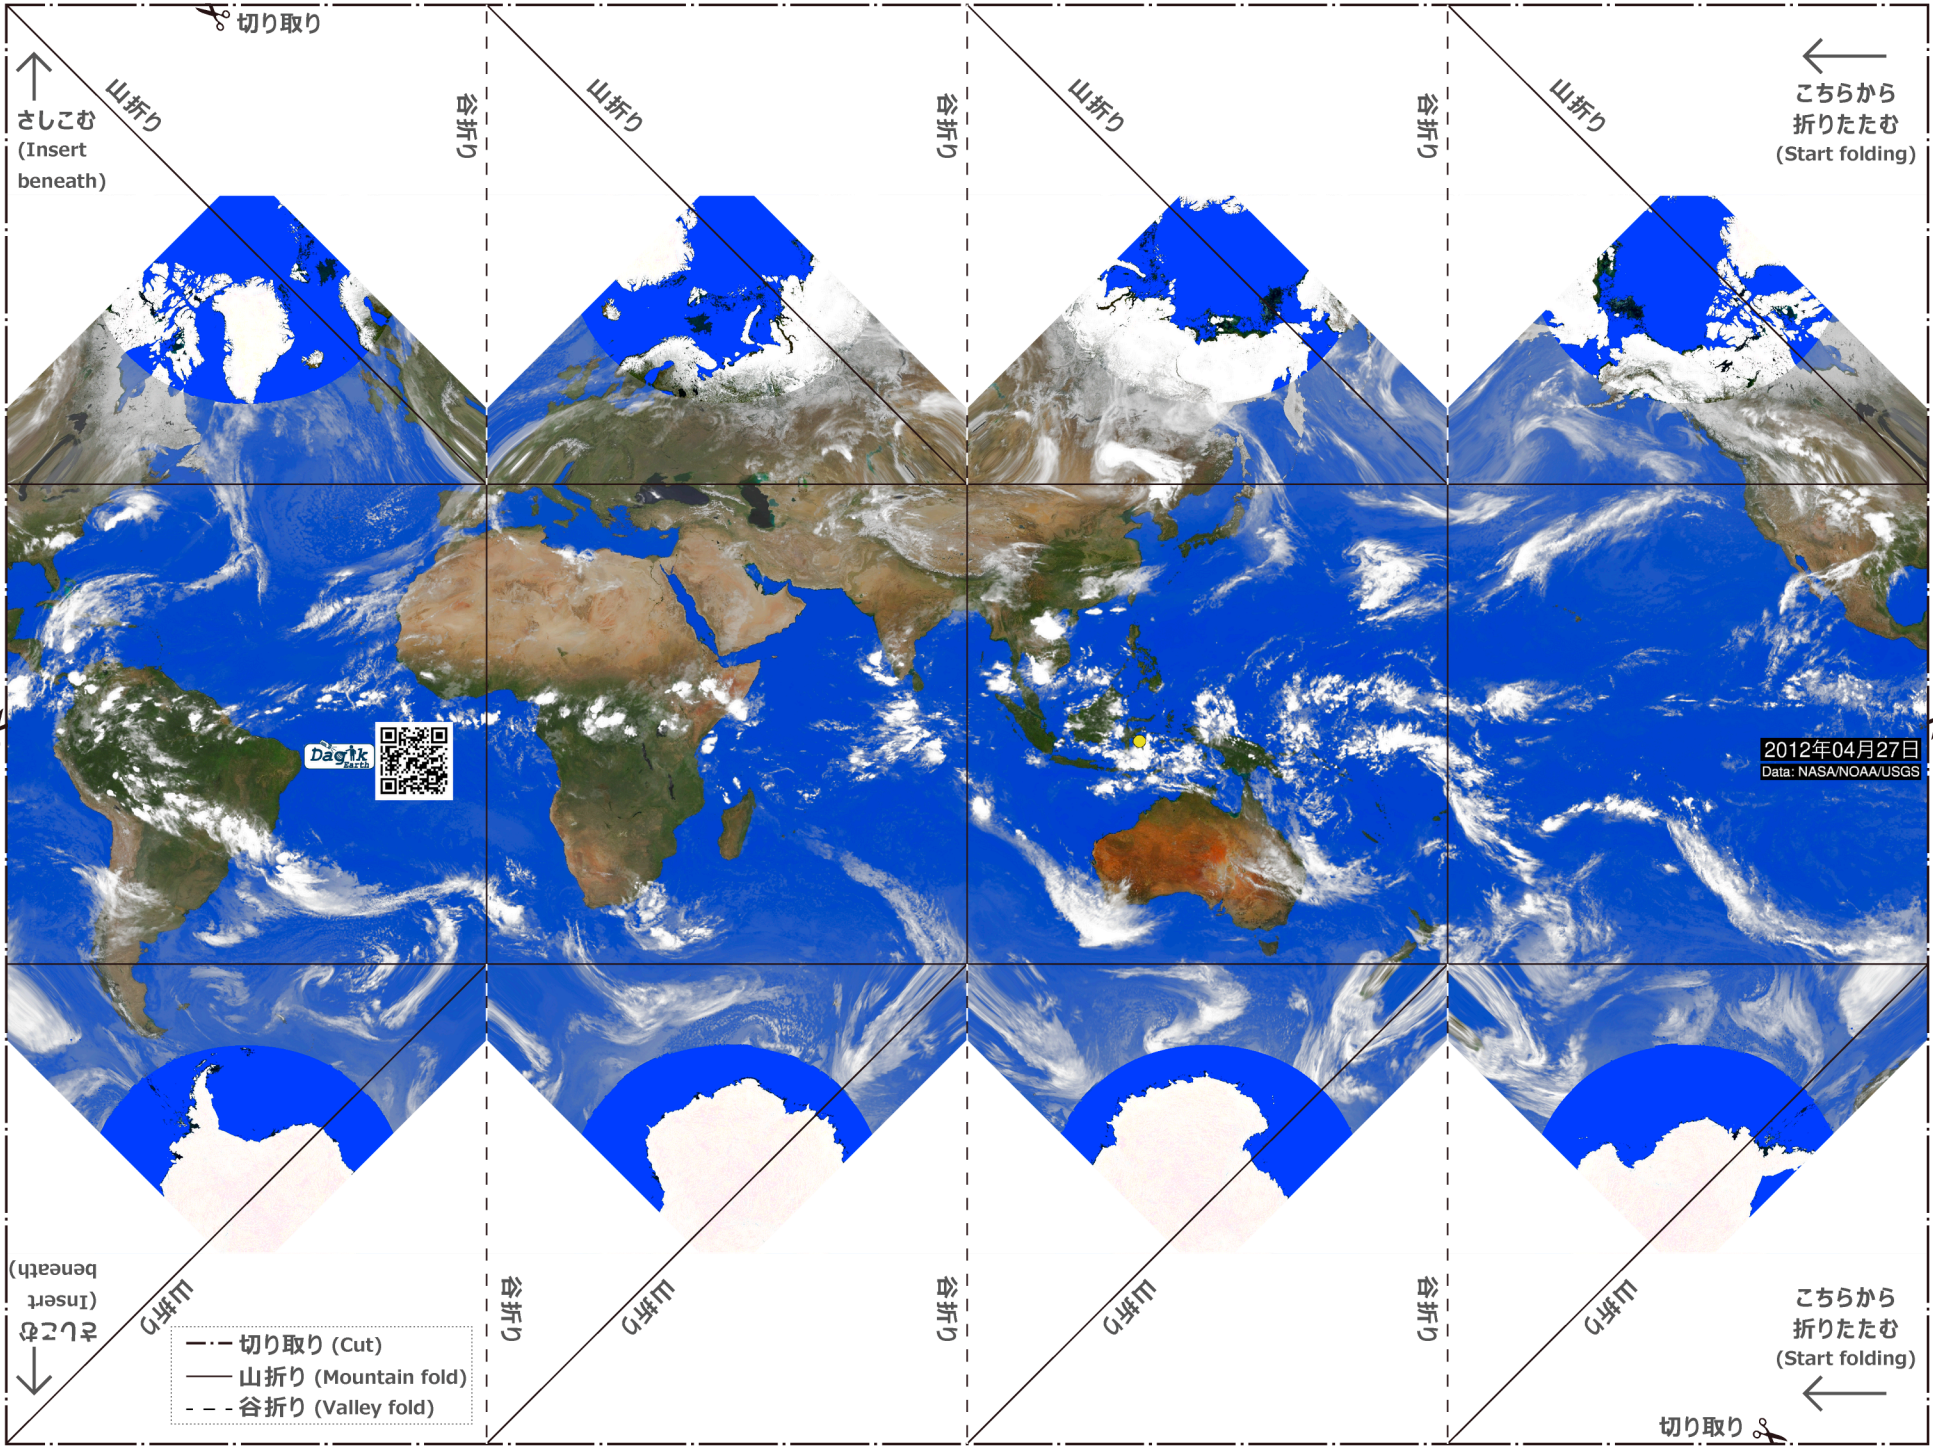 切り取り
さしこむ
(Insert
beneath)
山折り
谷折り
山折り
谷折り
山折り
谷折り
山折り
こちらから
折りたたむ
(Start folding)
Dagik
Earth
2012年04月27日
Data: NASA/NOAA/USGS
さしこむ
(Insert
beneath)
山折り
谷折り
山折り
谷折り
山折り
谷折り
山折り
こちらから
折りたたむ
(Start folding)
切り取り (Cut)
山折り (Mountain fold)
谷折り (Valley fold)
切り取り